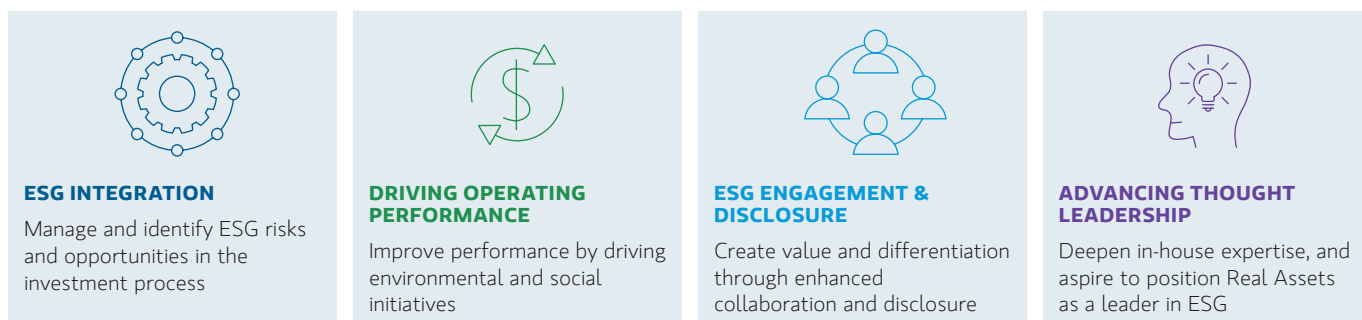 ESG INTEGRATION
Manage and identify ESG risks
and opportunities in the
investment process
DRIVING OPERATING
PERFORMANCE
Improve performance by driving
environmental and social
initiatives
ESG ENGAGEMENT &
DISCLOSURE
Create value and differentiation
through enhanced
collaboration and disclosure
ADVANCING THOUGHT
LEADERSHIP
Deepen in-house expertise, and
aspire to position Real Assets
as a leader in ESG